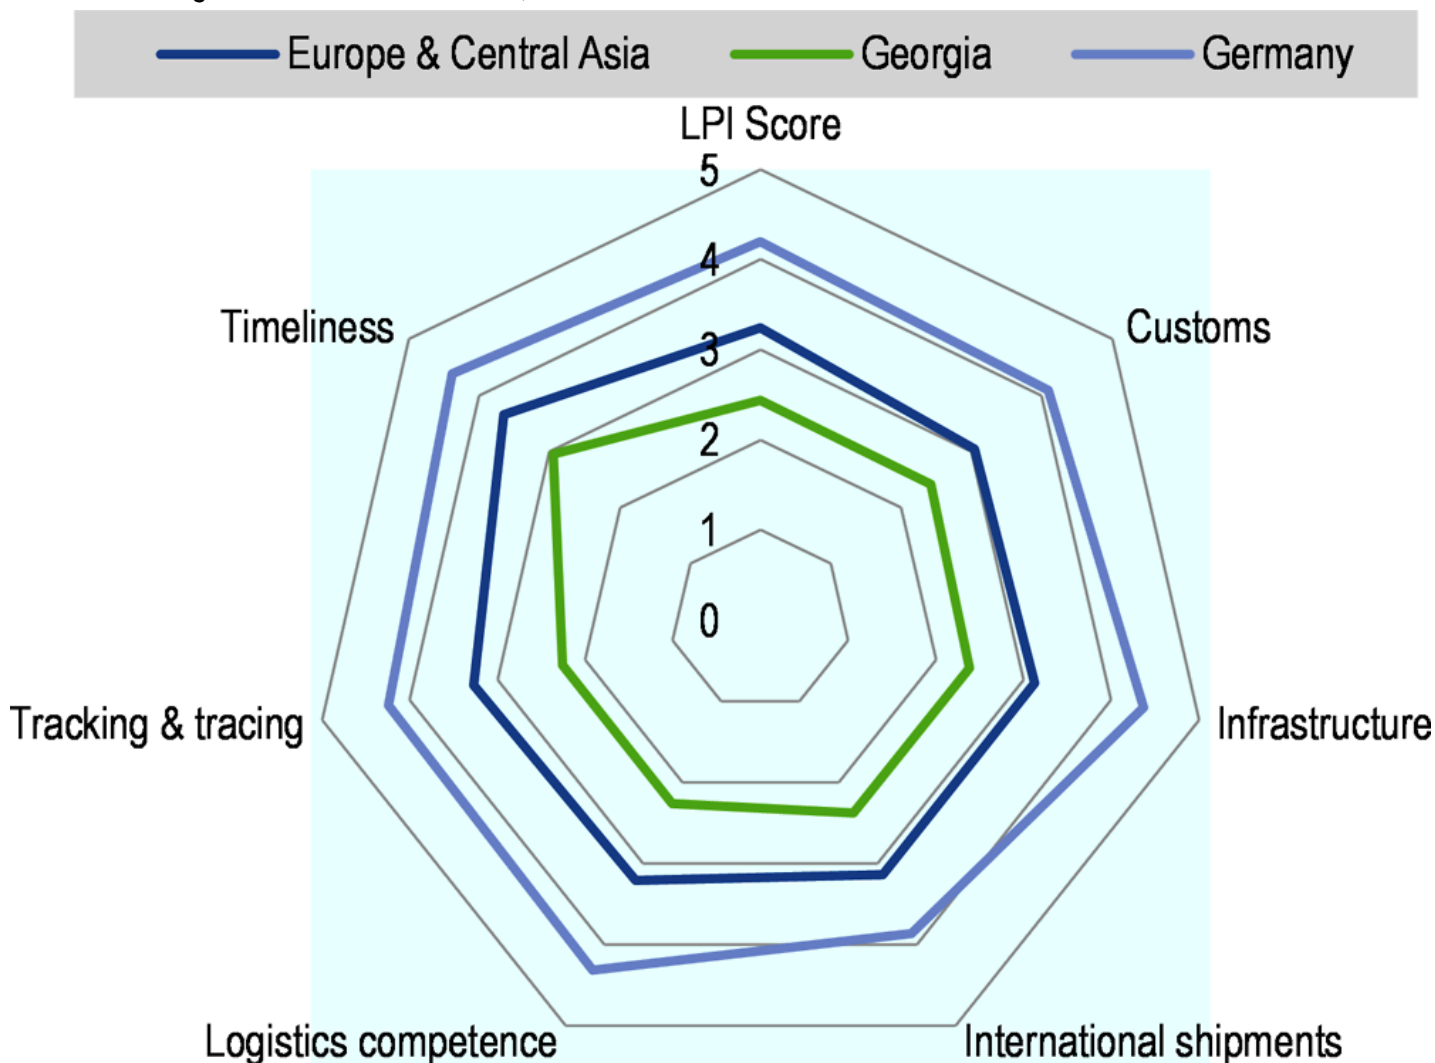 Europe & Central Asia Georgia Germany
LPI Score
5
4
3
2
1
0
Customs
Infrastructure
International shipments
Logistics competence
Tracking & tracing
Timeliness